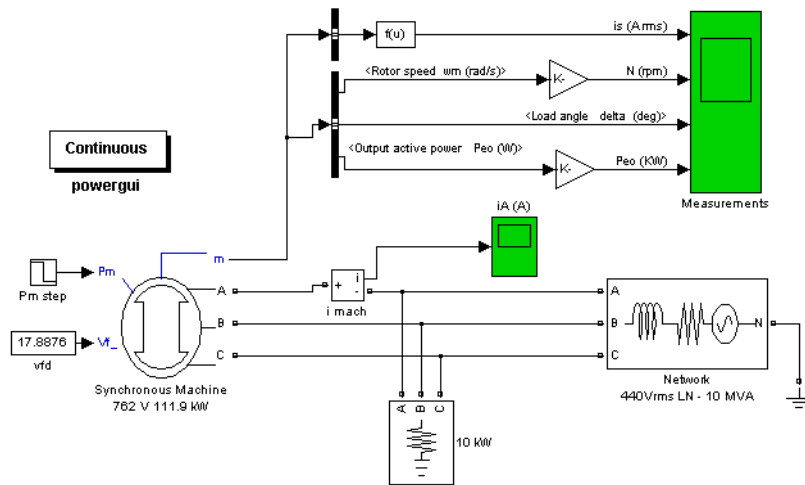 f(u)
is (Arms)
<Rotor speed wm (rad/s)>
K-
N (rpm)
<Load angle delta (deg)>
<Output active power Peo (W)>
K-
Peo (KW)
Measurements
Continuous
powergui
iA (A)
m
Pm
Pm step
A
B
C
+
i
-
i mach
A
B
C
N
Network
440Vrms LN - 10 MVA
17.8876
Vf_
vfd
Synchronous Machine
762 V 111.9 kW
A
B
C
10 kW